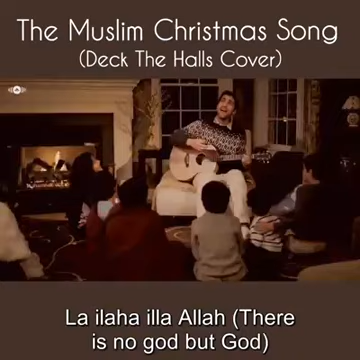 The Muslim Christmas Song
(Deck The Halls Cover)
La ilaha illa Allah (There
is no god but God)